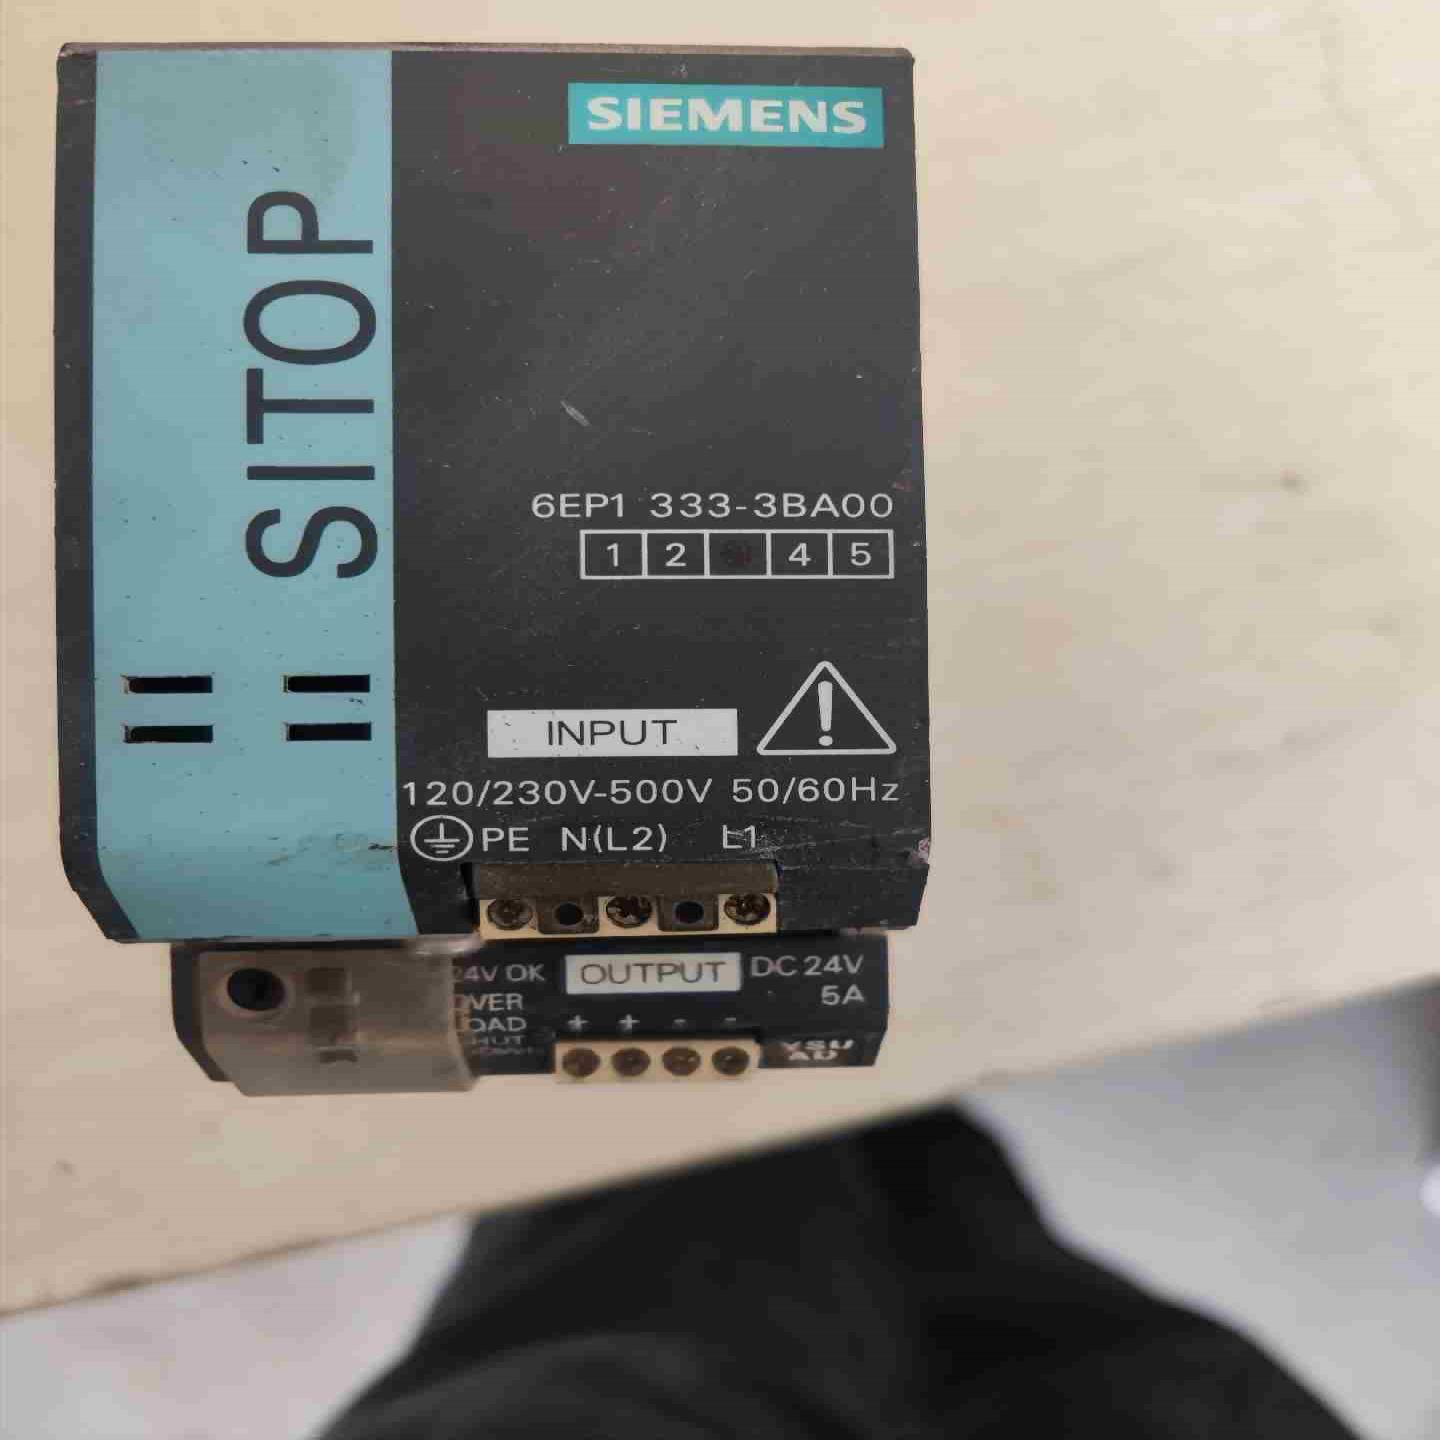 SIEMENS
SITOP
6EP1 333-3BA00
1 2 4 5
INPUT
120/230V-500V 50/60Hz
PE N(L2) L1
24V OK OUTPUT DC 24V
OVER 5A
LOAD + + - -